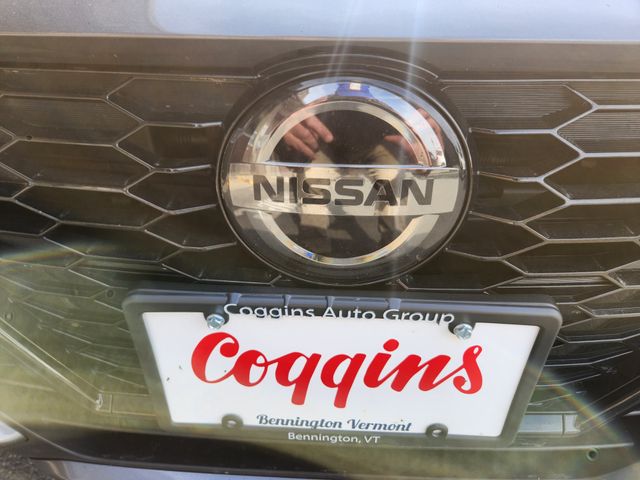 NISSAN
Coggins Auto Group
Coggins
Bennington Vermont
Bennington, VT